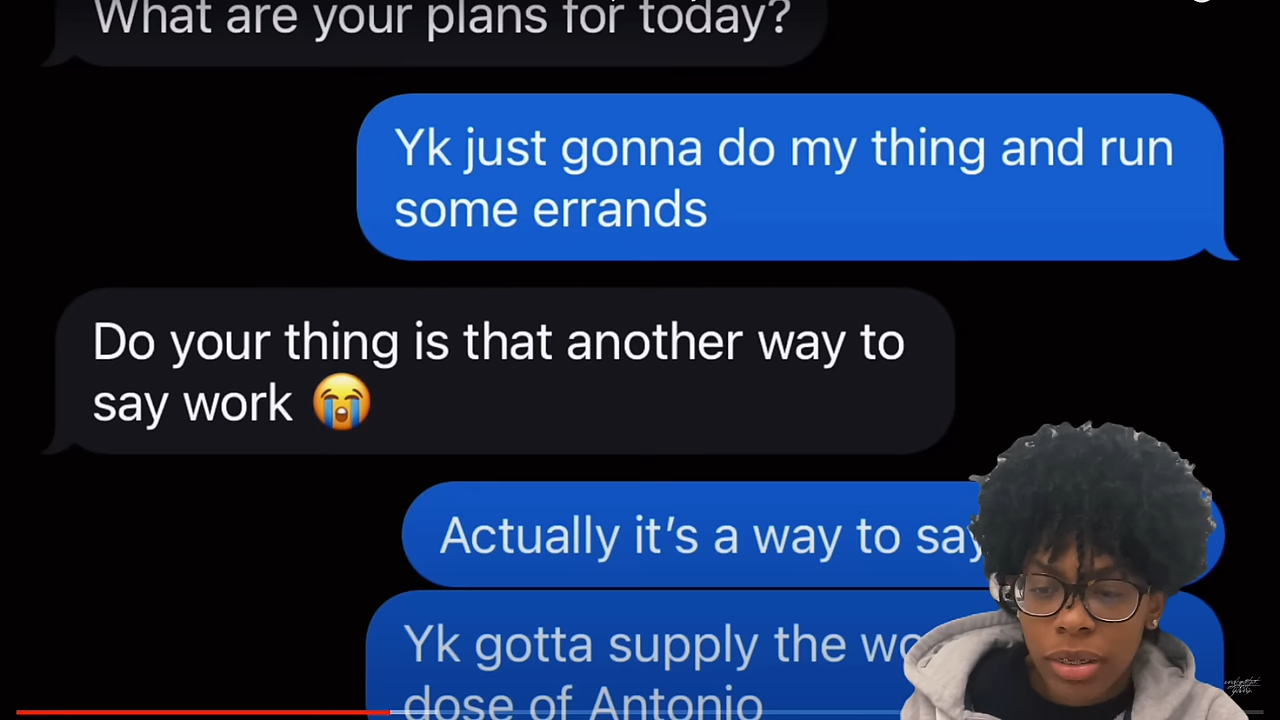 What are your plans for today?
Yk just gonna do my thing and run
some errands
Do your thing is that another way to
say work 😭
Actually it’s a way to say
Yk gotta supply the
dose of Antonio